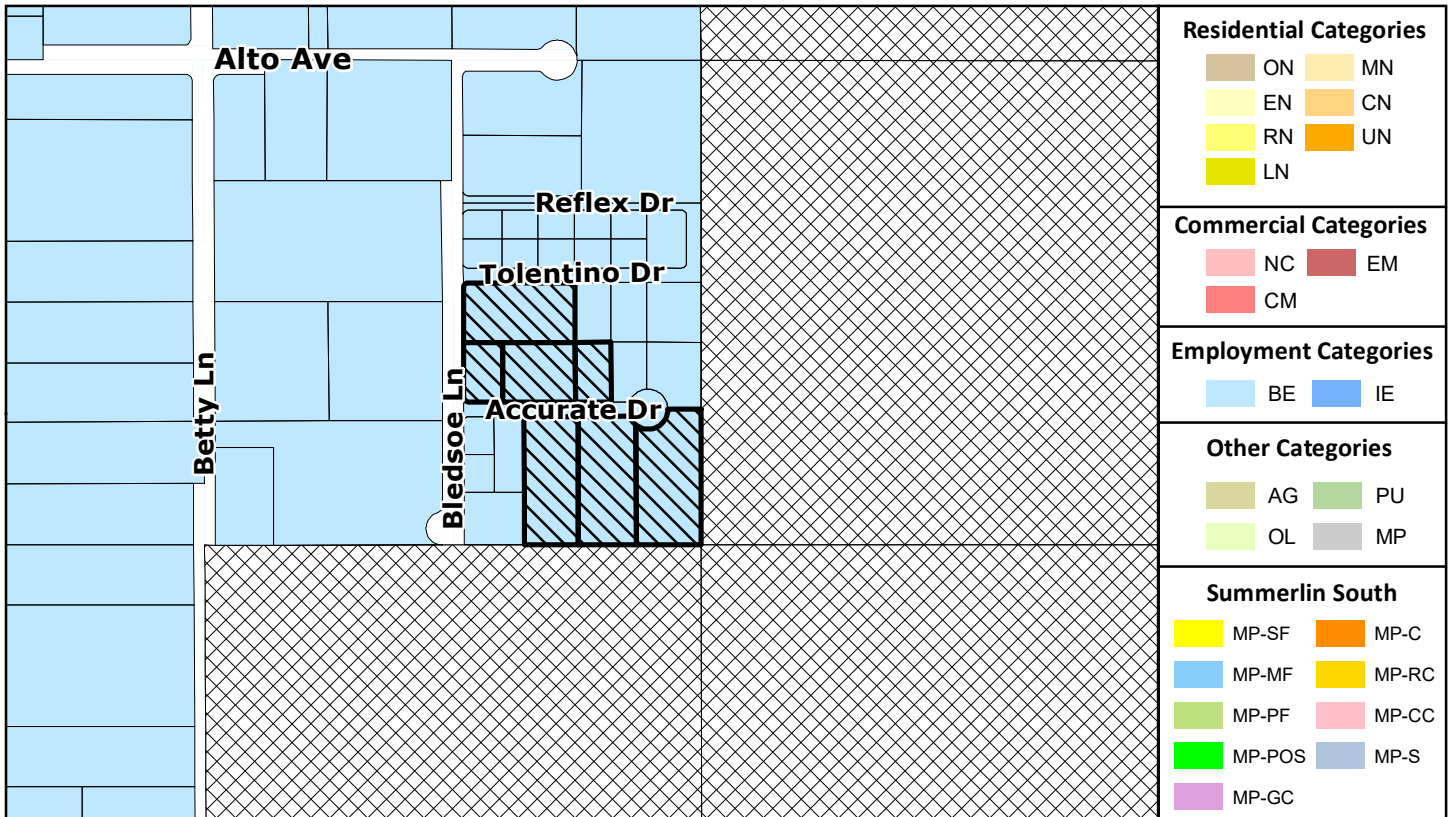 Alto Ave
Reflex Dr
Tolentino Dr
Betty Ln
Bledsoe Ln
Accurate Dr
Residential Categories
ON MN
EN CN
RN UN
LN
Commercial Categories
NC EM
CM
Employment Categories
BE IE
Other Categories
AG PU
OL MP
Summerlin South
MP-SF MP-C
MP-MF MP-RC
MP-PF MP-CC
MP-POS MP-S
MP-GC